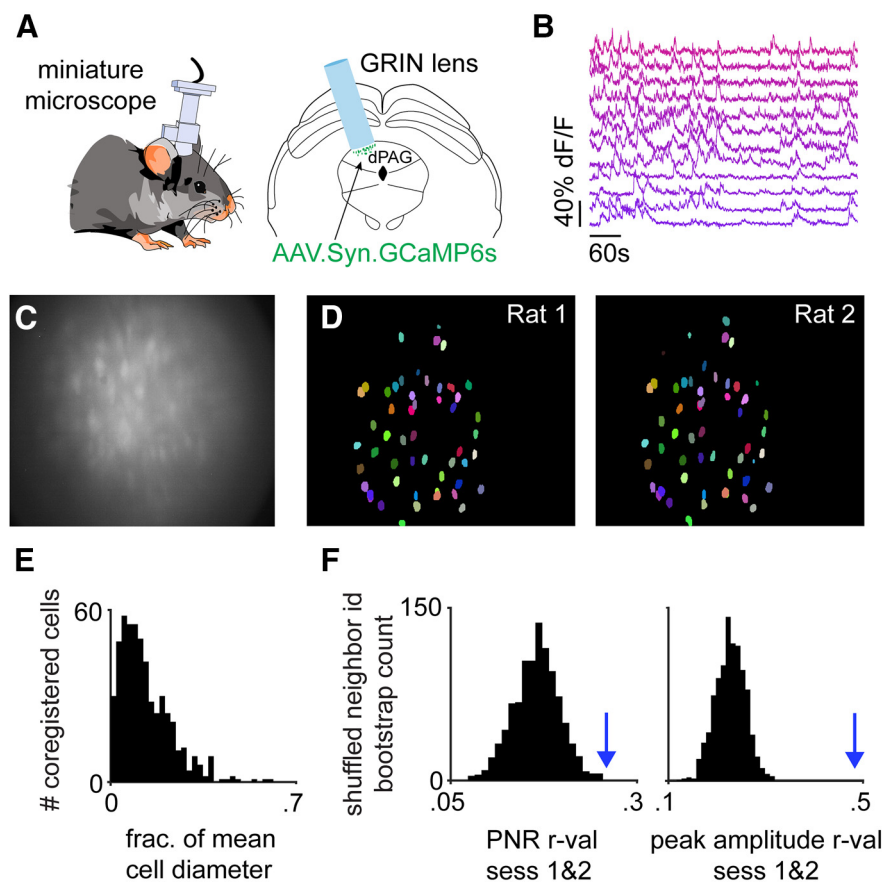 A
miniature
microscope
GRIN lens
dPAG
AAV.Syn.GCaMP6s
B
40% dF/F
60s
C
D
Rat 1
Rat 2
E
# coregistered cells
60
0
0
.7
frac. of mean
cell diameter
F
shuffled neighbor id
bootstrap count
150
0
.05
.3
PNR r-val
sess 1&2
.1
.5
peak amplitude r-val
sess 1&2